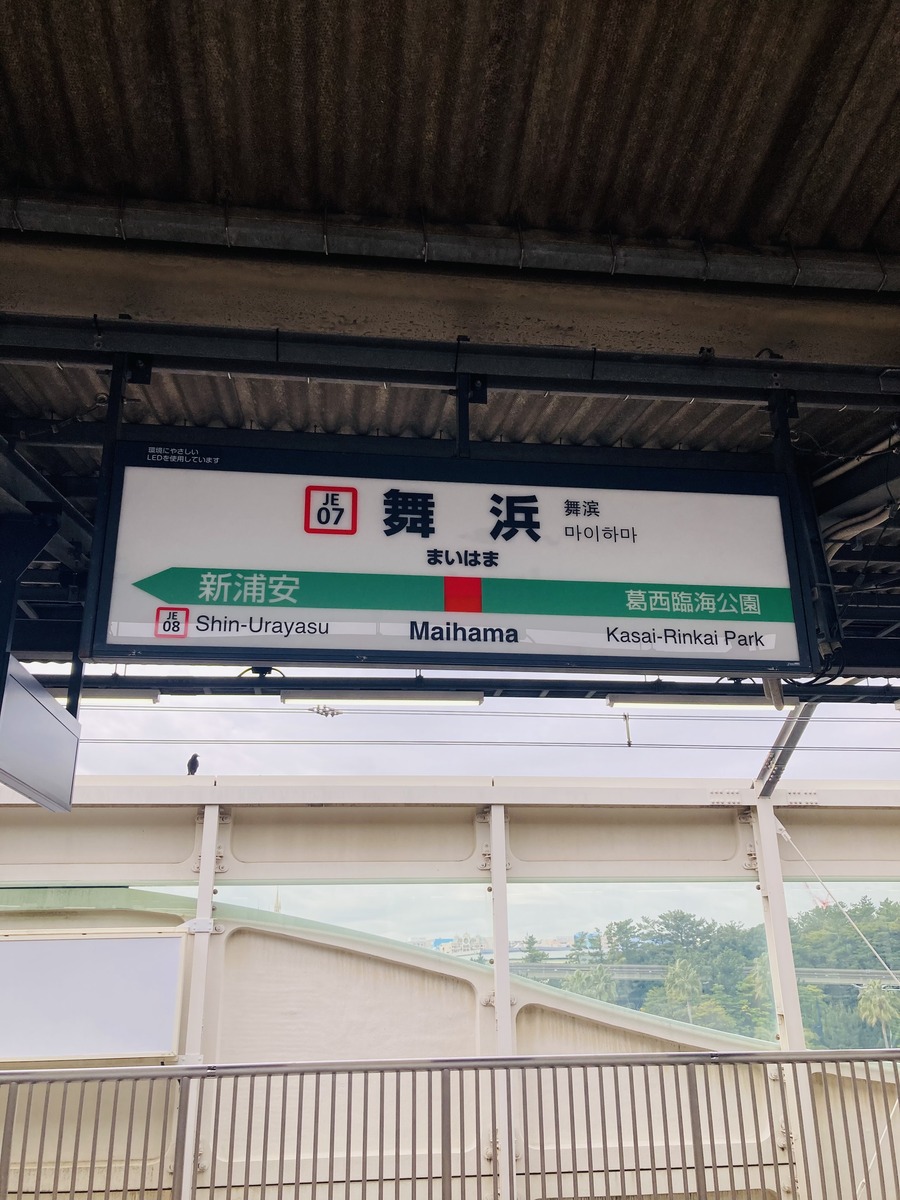 環境にやさしい
LEDを使用しています
JE
07
舞 浜
舞滨
마이하마
まいはま
新浦安
葛西臨海公園
JE
08
Shin-Urayasu
Maihama
Kasai-Rinkai Park